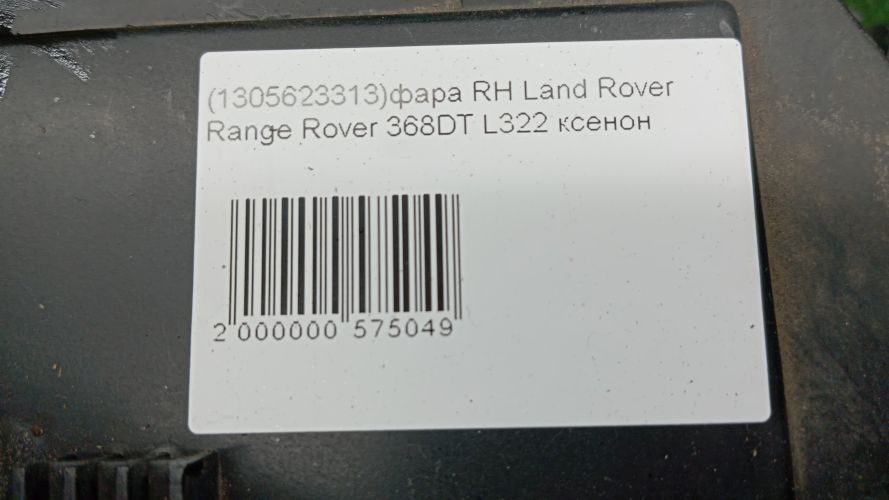 (1305623313)фара RH Land Rover
Range Rover 368DT L322 ксенон
2 000000 575049